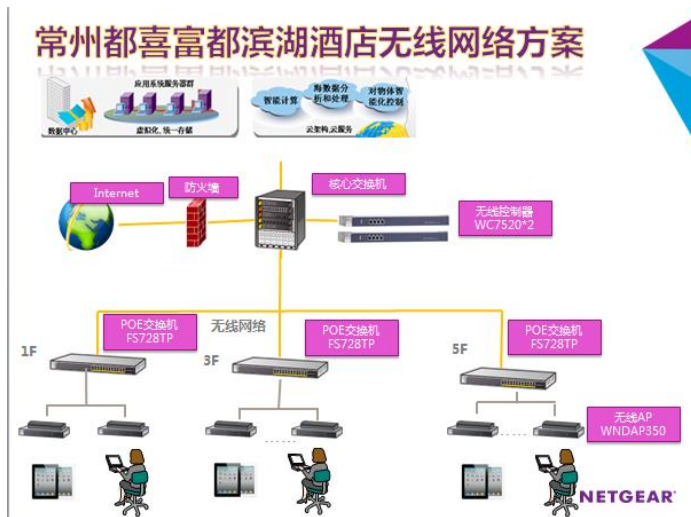 常州都喜富都滨湖酒店无线网络方案
应用系统服务器群
数据中心
虚拟化、统一存储
智能计算
海数据分
析和处理
对物体智
能化控制
云架构,云服务
Internet
防火墙
核心交换机
无线控制器
WC7520*2
1F
POE交换机
FS728TP
无线网络
3F
POE交换机
FS728TP
5F
POE交换机
FS728TP
无线AP
WNDAP350
NETGEAR